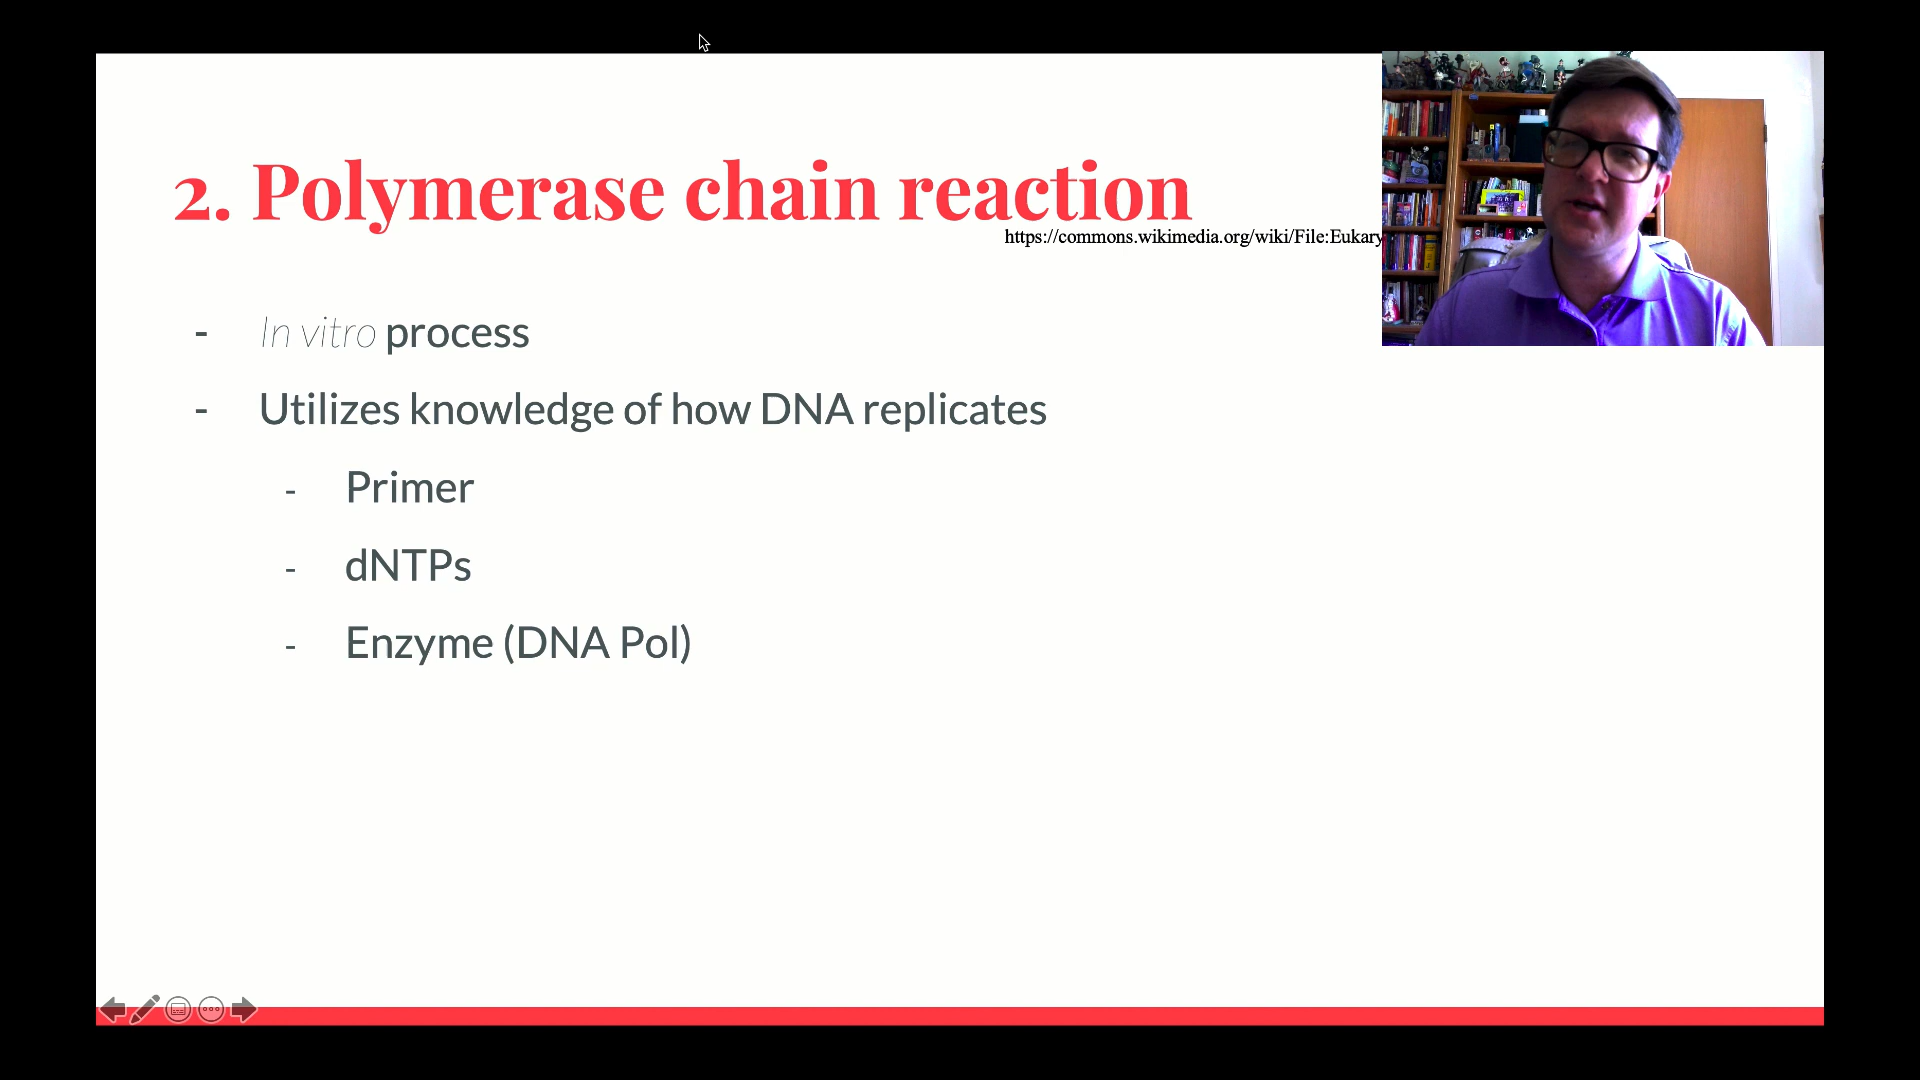 2. Polymerase chain reaction
https://commons.wikimedia.org/wiki/File:Eukary
- In vitro process
- Utilizes knowledge of how DNA replicates
- Primer
- dNTPs
- Enzyme (DNA Pol)